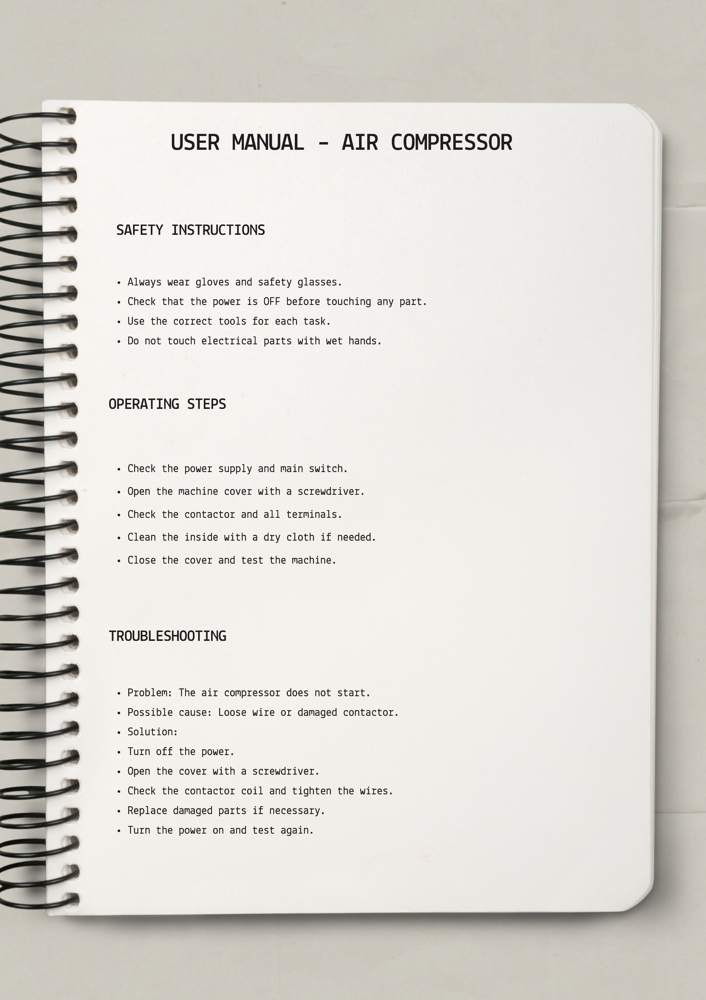 USER MANUAL - AIR COMPRESSOR
SAFETY INSTRUCTIONS
• Always wear gloves and safety glasses.
• Check that the power is OFF before touching any part.
• Use the correct tools for each task.
• Do not touch electrical parts with wet hands.
OPERATING STEPS
• Check the power supply and main switch.
• Open the machine cover with a screwdriver.
• Check the contactor and all terminals.
• Clean the inside with a dry cloth if needed.
• Close the cover and test the machine.
TROUBLESHOOTING
• Problem: The air compressor does not start.
• Possible cause: Loose wire or damaged contactor.
• Solution:
• Turn off the power.
• Open the cover with a screwdriver.
• Check the contactor coil and tighten the wires.
• Replace damaged parts if necessary.
• Turn the power on and test again.